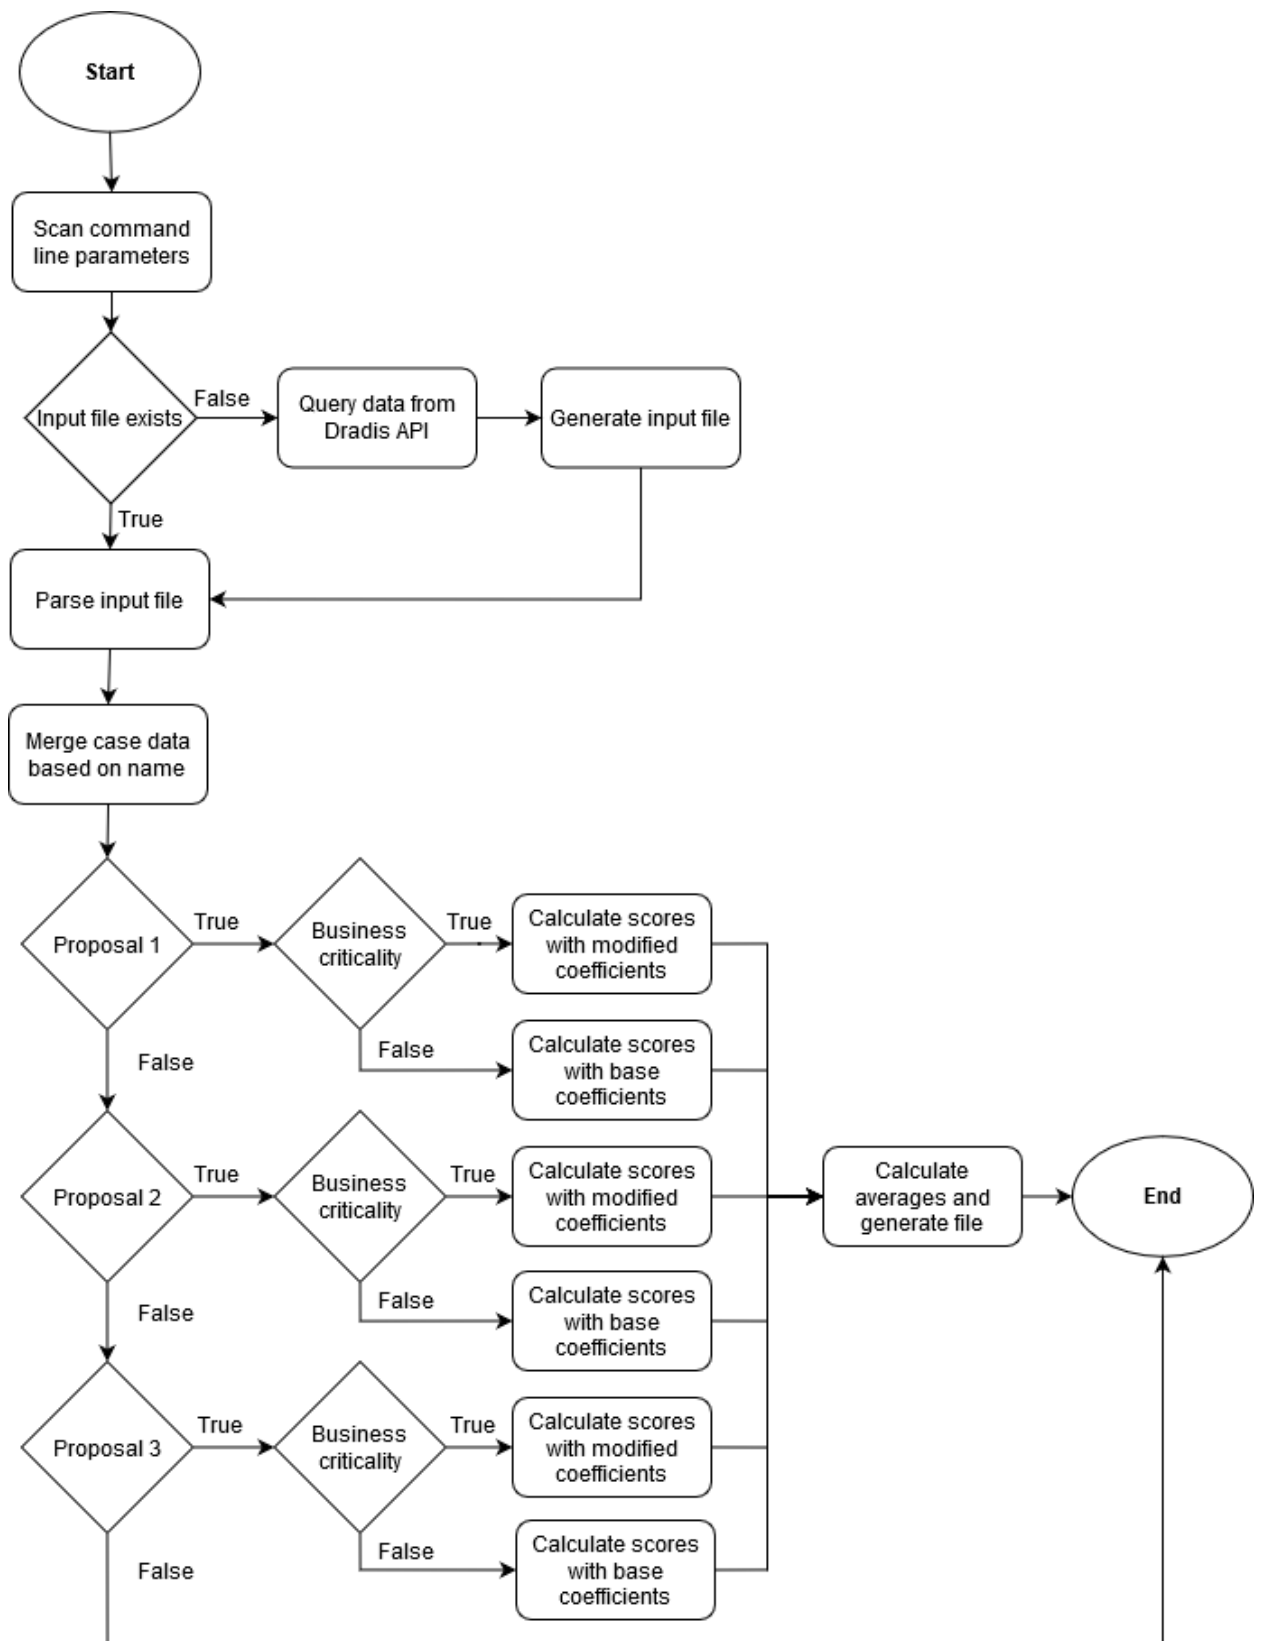 Start
Scan command
line parameters
Input file exists
False
Query data from
Dradis API
Generate input file
True
Parse input file
Merge case data
based on name
Proposal 1
True
Business
criticality
True
Calculate scores
with modified
coefficients
False
False
Calculate scores
with base
coefficients
Proposal 2
True
Business
criticality
True
Calculate scores
with modified
coefficients
Calculate
averages and
generate file
End
False
False
Calculate scores
with base
coefficients
Proposal 3
True
Business
criticality
True
Calculate scores
with modified
coefficients
False
False
Calculate scores
with base
coefficients